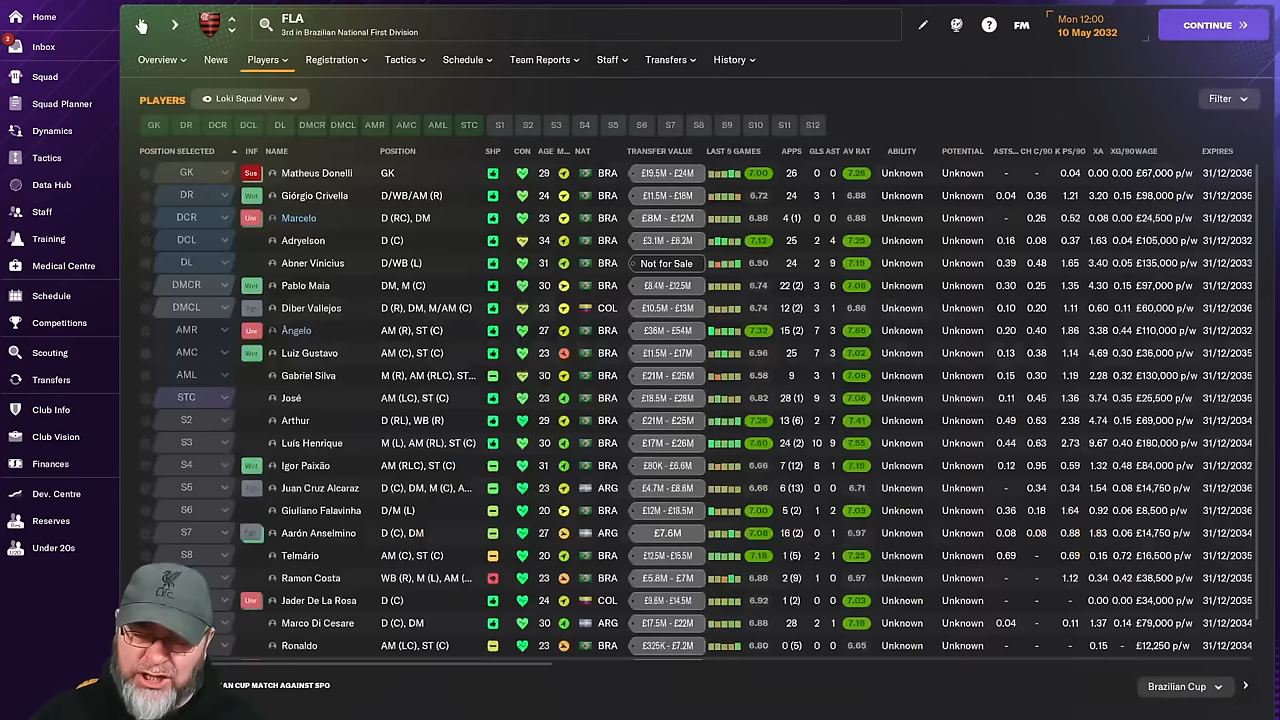 Home
2
Inbox
Squad
Squad Planner
Dynamics
Tactics
Data Hub
Staff
Training
Medical Centre
Schedule
Competitions
Scouting
Transfers
Club Info
Club Vision
Finances
Dev. Centre
Reserves
Under 20s
FLA
3rd in Brazilian National First Division
FM
Mon 12:00
10 May 2032
CONTINUE
Overview News Players Registration Tactics Schedule Team Reports Staff Transfers History
PLAYERS Loki Squad View Filter
GK DR DCR DCL DL DMCR DMCL AMR AMC AML STC S1 S2 S3 S4 S5 S6 S7 S8 S9 S10 S11 S12
POSITION SELECTED INF NAME POSITION SHP CON AGE M... NAT TRANSFER VALUE LAST 5 GAMES APPS GLS AST AV RAT ABILITY POTENTIAL ASTS... CH C/90 K PS/90 XA XG/90 WAGE EXPIRES
GK Sus Matheus Donelli GK 29 BRA £19.5M - £24M 7.00 26 0 0 7.26 Unknown Unknown - - 0.04 0.00 0.00 £67,000 p/w 31/12/2036
DR Wnt Giórgio Crivella D/WB/AM (R) 24 BRA £11.5M - £18M 6.72 24 3 1 6.88 Unknown Unknown 0.04 0.36 1.21 3.20 0.15 £98,000 p/w 31/12/2036
DCR Unr Marcelo D (RC), DM 23 BRA £8M - £12M 6.88 4 (1) 0 0 6.88 Unknown Unknown - 0.26 0.52 0.08 0.00 £24,500 p/w 31/12/2035
DCL Adryelson D (C) 34 BRA £3.1M - £6.2M 7.12 25 2 4 7.25 Unknown Unknown 0.16 0.08 0.37 1.63 0.04 £105,000 p/w 31/12/2032
DL Abner Vinicius D/WB (L) 31 BRA Not for Sale 6.90 24 2 9 7.19 Unknown Unknown 0.39 0.48 1.65 3.40 0.05 £135,000 p/w 31/12/2033
DMCR Wnt Pablo Maia DM, M (C) 30 BRA £8.4M - £12.5M 6.74 22 (2) 3 6 7.06 Unknown Unknown 0.30 0.25 1.35 4.30 0.15 £97,000 p/w 31/12/2033
DMCL Diber Vallejos D (R), DM, M/AM (C) 23 COL £10.5M - £13M 6.74 12 (2) 3 1 6.86 Unknown Unknown 0.10 0.20 1.11 0.60 0.11 £60,000 p/w 31/12/2036
AMR Unr Ângelo AM (R), ST (C) 27 BRA £36M - £54M 7.32 15 (2) 7 3 7.55 Unknown Unknown 0.20 0.40 1.86 3.38 0.44 £110,000 p/w 31/12/2032
AMC Wnt Luiz Gustavo AM (C), ST (C) 23 BRA £11.5M - £17M 6.96 25 7 3 7.02 Unknown Unknown 0.13 0.38 1.14 4.69 0.30 £36,000 p/w 31/12/2035
AML Gabriel Silva M (R), AM (RLC), ST... 30 BRA £21M - £25M 6.58 9 3 1 7.08 Unknown Unknown 0.15 0.30 1.19 2.28 0.32 £130,000 p/w 31/12/2035
STC José AM (LC), ST (C) 23 BRA £18.5M - £28M 6.82 28 (1) 9 3 7.06 Unknown Unknown 0.11 0.45 1.36 3.74 0.35 £25,500 p/w 31/12/2035
S2 Arthur D (RL), WB (R) 29 BRA £21M - £25M 7.26 13 (6) 2 7 7.41 Unknown Unknown 0.49 0.63 2.38 4.74 0.15 £69,000 p/w 31/12/2034
S3 Luís Henrique M (L), AM (RL), ST (C) 30 BRA £17M - £26M 7.60 24 (2) 10 9 7.55 Unknown Unknown 0.44 0.63 2.73 9.67 0.40 £180,000 p/w 31/12/2034
S4 Wnt Igor Paixão AM (RLC), ST (C) 31 BRA £80K - £6.6M 6.66 7 (12) 8 1 7.19 Unknown Unknown 0.12 0.95 0.59 1.32 0.48 £84,000 p/w 31/12/2036
S5 Juan Cruz Alcaraz D (C), DM, M (C), A... 23 ARG £4.7M - £8.6M 6.66 6 (13) 0 0 6.71 Unknown Unknown - 0.34 0.34 1.54 0.08 £14,750 p/w 31/12/2035
S6 Giuliano Falavinha D/M (L) 20 BRA £12M - £18.5M 7.00 5 (2) 1 2 7.03 Unknown Unknown 0.36 0.18 1.64 0.92 0.06 £8,500 p/w 31/12/2036
S7 Aarón Anselmino D (C), DM 27 ARG £7.6M 7.08 16 (2) 0 1 6.97 Unknown Unknown 0.08 0.08 0.88 1.83 0.06 £14,750 p/w 31/12/2034
S8 Telmário AM (C), ST (C) 20 BRA £12.5M - £15.5M 7.18 1 (5) 2 1 7.25 Unknown Unknown 0.69 - 0.69 0.15 0.72 £16,500 p/w 31/12/2035
Ramon Costa WB (R), M (L), AM (... 23 BRA £5.8M - £7M 6.88 2 (9) 1 0 6.97 Unknown Unknown - - 1.12 0.34 0.42 £38,500 p/w 31/12/2035
Unr Jader De La Rosa D (C) 24 COL £3.6M - £14.5M 6.92 1 (2) 0 0 7.03 Unknown Unknown - - - 0.00 0.00 £34,000 p/w 31/12/2035
Marco Di Cesare D (C), DM 30 ARG £17.5M - £22M 6.88 28 2 1 7.18 Unknown Unknown 0.04 - 0.11 1.37 0.14 £79,000 p/w 31/12/2034
Ronaldo AM (LC), ST (C) 23 BRA £325K - £7.2M 6.80 0 (5) 0 0 6.65 Unknown Unknown - - - 0.15 - £12,250 p/w 31/12/2034
AN CUP MATCH AGAINST SPO
Brazilian Cup
L.F.C.